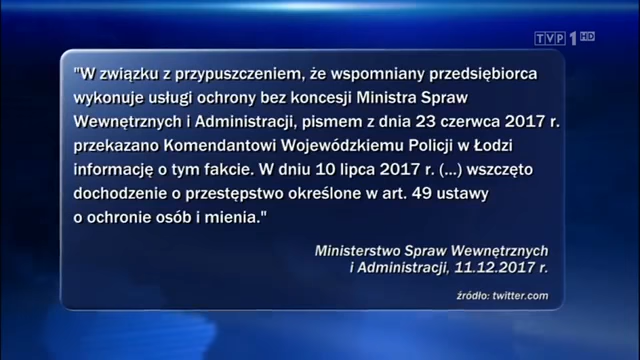 TVP1 HD
"W związku z przypuszczeniem, że wspomniany przedsiębiorca
wykonuje usługi ochrony bez koncesji Ministra Spraw
Wewnętrznych i Administracji, pismem z dnia 23 czerwca 2017 r.
przekazano Komendantowi Wojewódzkiemu Policji w Łodzi
informację o tym fakcie. W dniu 10 lipca 2017 r. (...) wszczęto
dochodzenie o przestępstwo określone w art. 49 ustawy
o ochronie osób i mienia."
Ministerstwo Spraw Wewnętrznych
i Administracji, 11.12.2017 r.
źródło: twitter.com